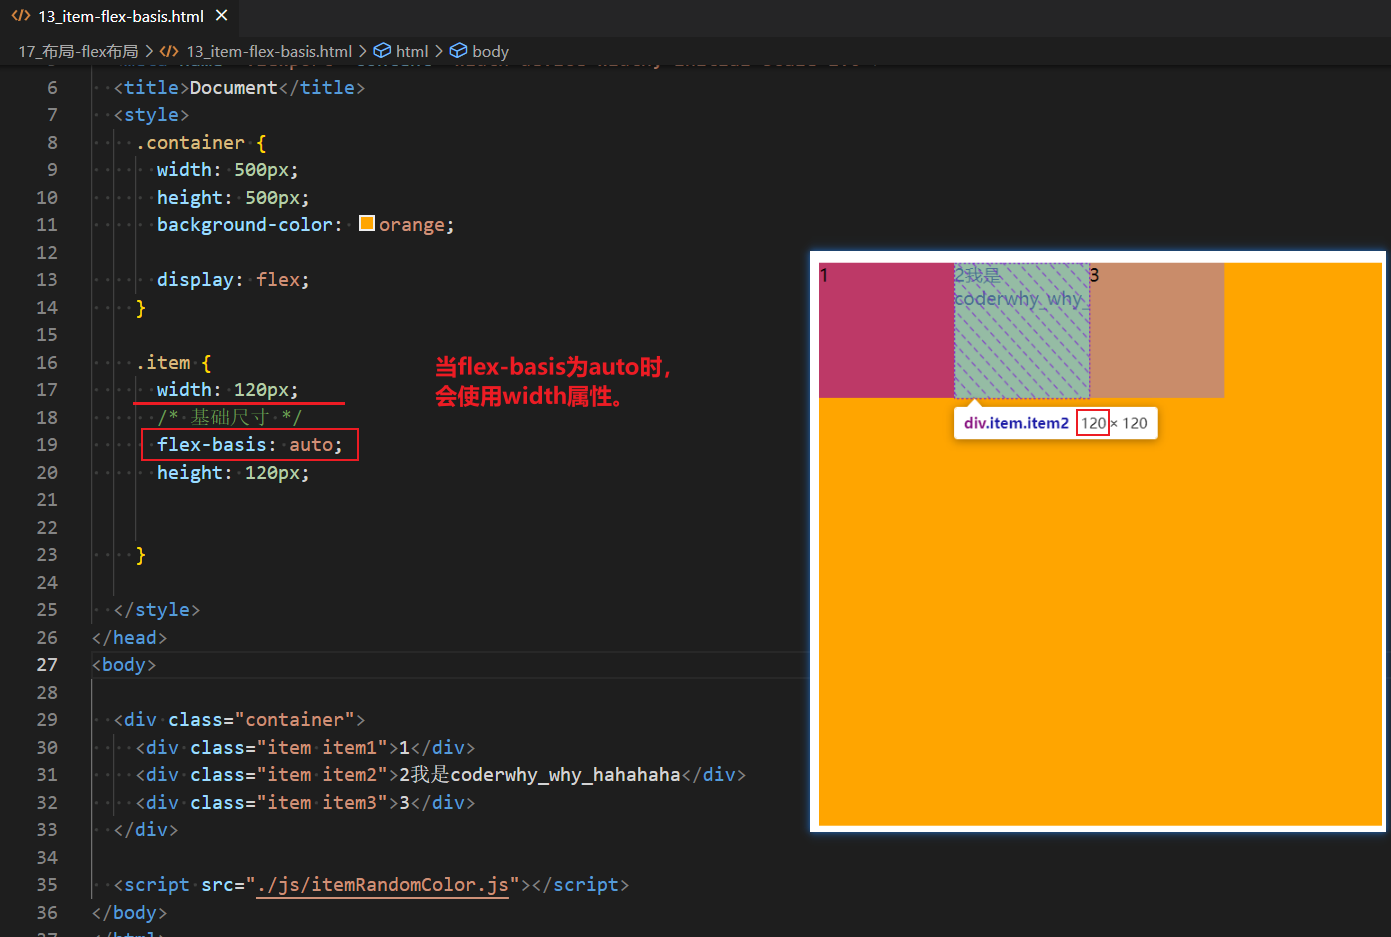 13_item-flex-basis.html
17_布局-flex布局 > 13_item-flex-basis.html > html > body
6 <title>Document</title>
7 <style>
8 .container {
9 width: 500px;
10 height: 500px;
11 background-color: orange;
12
13 display: flex;
14 }
15
16 .item {
17 width: 120px;
18 /* 基础尺寸 */
19 flex-basis: auto;
20 height: 120px;
21
22
23 }
24
25 </style>
26 </head>
27 <body>
28
29 <div class="container">
30 <div class="item item1">1</div>
31 <div class="item item2">2我是coderwhy_why_hahahaha</div>
32 <div class="item item3">3</div>
33 </div>
34
35 <script src="./js/itemRandomColor.js"></script>
36 </body>
当flex-basis为auto时，
会使用width属性。
1
2我是
coderwhy_why_
3
div.item.item2 120 × 120